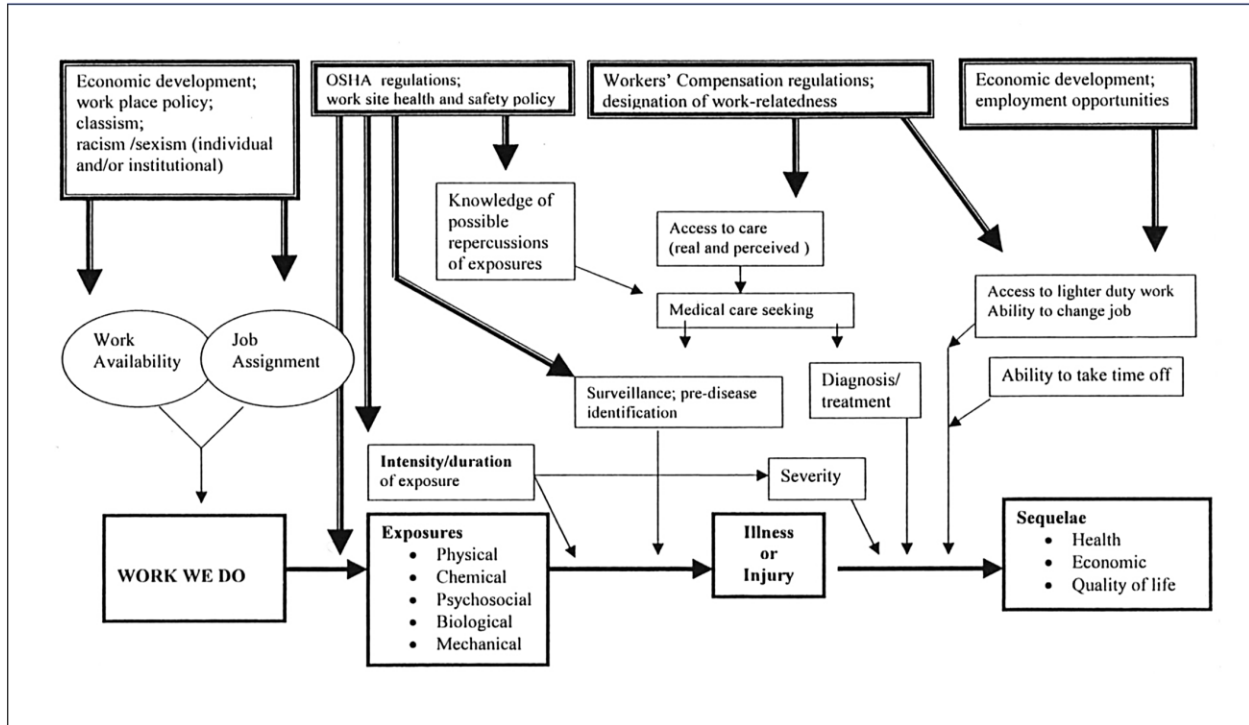 Economic development;
work place policy;
classism;
racism /sexism (individual
and/or institutional)
OSHA regulations;
work site health and safety policy
Workers' Compensation regulations;
designation of work-relatedness
Economic development;
employment opportunities
Knowledge of
possible
repercussions
of exposures
Access to care
(real and perceived )
Medical care seeking
Access to lighter duty work
Ability to change job
Work
Availability
Job
Assignment
Surveillance; pre-disease
identification
Diagnosis/
treatment
Ability to take time off
Intensity/duration
of exposure
Severity
WORK WE DO
Exposures
• Physical
• Chemical
• Psychosocial
• Biological
• Mechanical
Illness
or
Injury
Sequelae
• Health
• Economic
• Quality of life